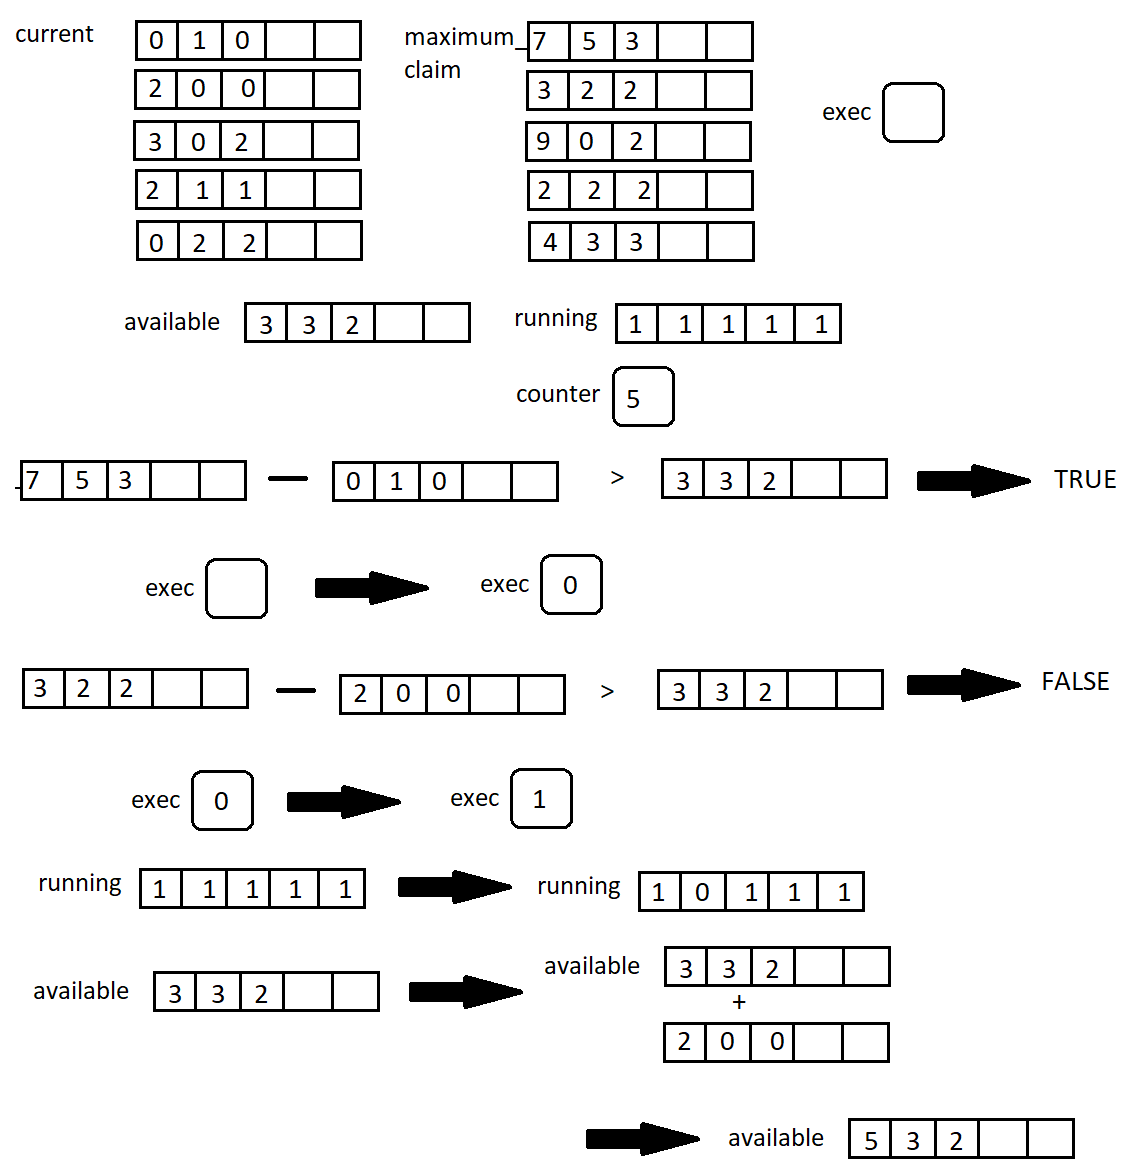 current 0 1 0 maximum_ 7 5 3
claim
2 0 0 3 2 2
exec
3 0 2 9 0 2
2 1 1 2 2 2
0 2 2 4 3 3
available 3 3 2 running 1 1 1 1 1
counter 5
_7 5 3 — 0 1 0 > 3 3 2 TRUE
exec exec 0
3 2 2 — 2 0 0 > 3 3 2 FALSE
exec 0 exec 1
running 1 1 1 1 1 running 1 0 1 1 1
available 3 3 2 available 3 3 2
+
2 0 0
available 5 3 2